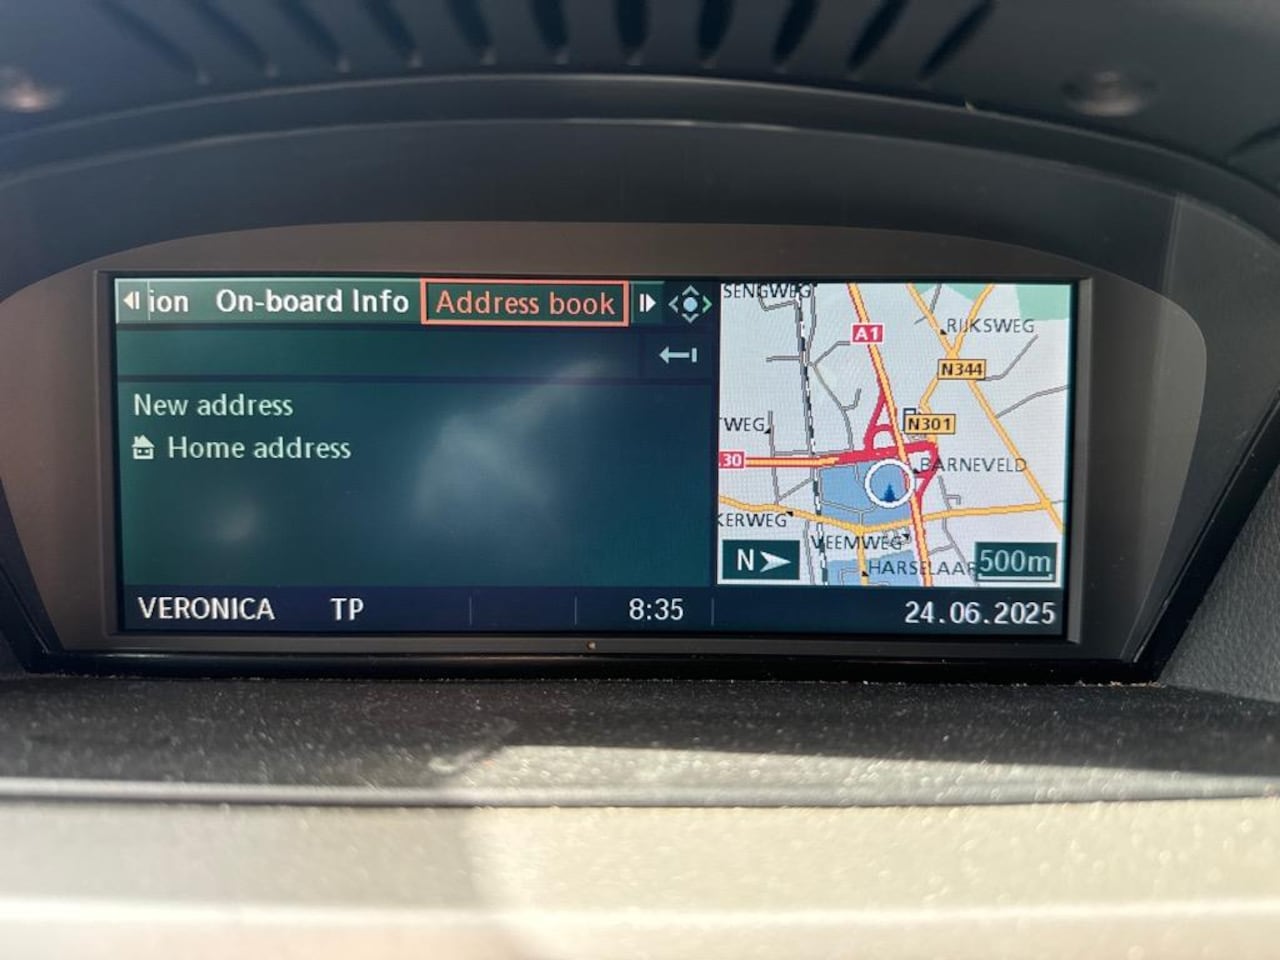 ion On-board Info Address book
New address
Home address
VERONICA TP 8:35 24.06.2025
SENGWEG
A1
RIJKSWEG
N344
TWEG
N301
30
BARNEVELD
KERWEG
VEEMWEG
HARSELAAR
N
500m